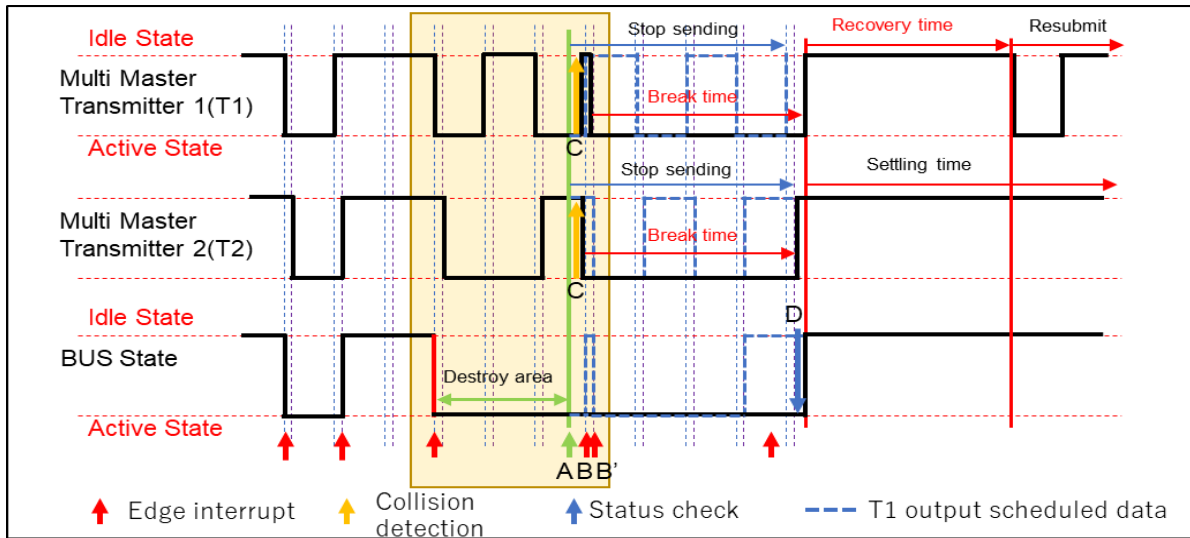 Idle State
Stop sending
Recovery time
Resubmit
Multi Master
Transmitter 1(T1)
Break time
Active State
C
Stop sending
Settling time
Multi Master
Transmitter 2(T2)
Break time
C
Idle State
D
BUS State
Destroy area
Active State
A B B'
Edge interrupt
Collision
detection
Status check
T1 output scheduled data